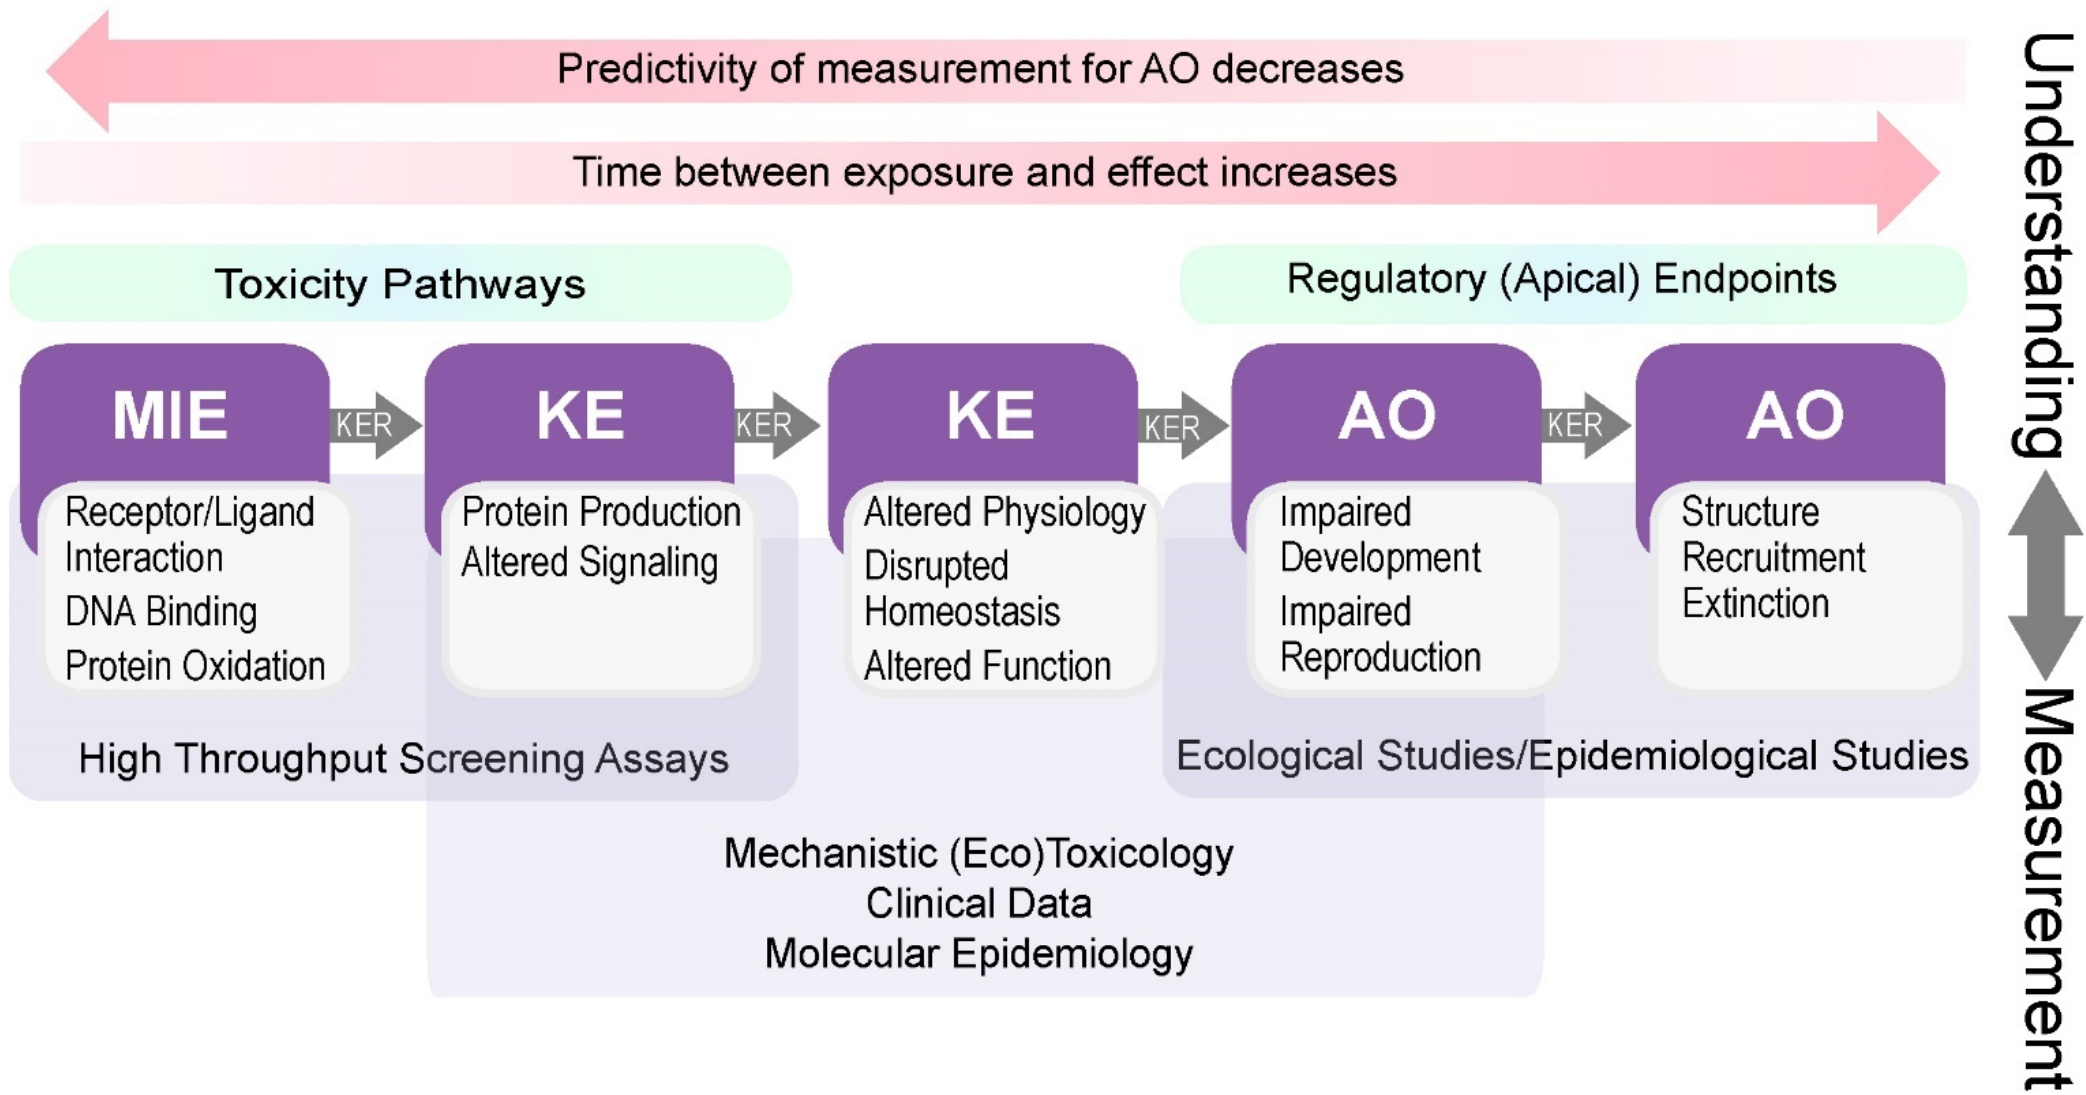 Predictivity of measurement for AO decreases
Time between exposure and effect increases
Toxicity Pathways
Regulatory (Apical) Endpoints
MIE
KER
KE
KER
KE
KER
AO
KER
AO
Receptor/Ligand
Interaction
DNA Binding
Protein Oxidation
Protein Production
Altered Signaling
Altered Physiology
Disrupted
Homeostasis
Altered Function
Impaired
Development
Impaired
Reproduction
Structure
Recruitment
Extinction
High Throughput Screening Assays
Ecological Studies/Epidemiological Studies
Mechanistic (Eco)Toxicology
Clinical Data
Molecular Epidemiology
Understanding
Measurement